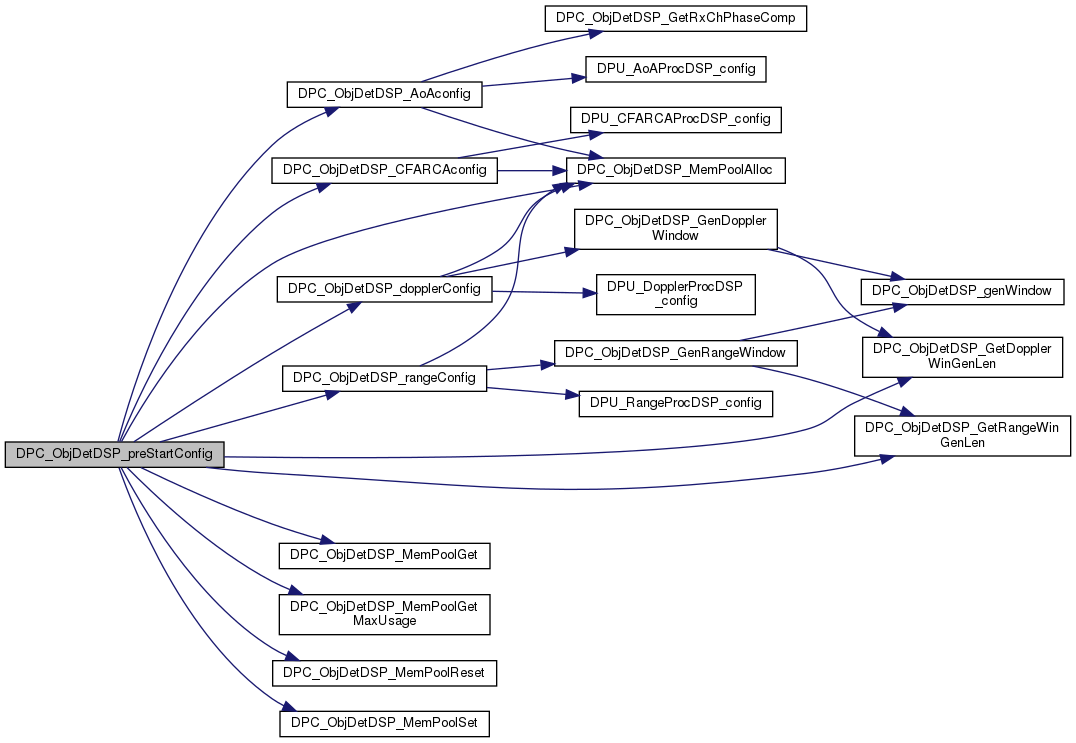 DPC_ObjDetDSP_GetRxChPhaseComp
DPU_AoAProcDSP_config
DPC_ObjDetDSP_AoAconfig
DPU_CFARCAProcDSP_config
DPC_ObjDetDSP_CFARCAconfig
DPC_ObjDetDSP_MemPoolAlloc
DPC_ObjDetDSP_GenDoppler
Window
DPC_ObjDetDSP_dopplerConfig
DPU_DopplerProcDSP
_config
DPC_ObjDetDSP_genWindow
DPC_ObjDetDSP_GenRangeWindow
DPC_ObjDetDSP_GetDoppler
WinGenLen
DPC_ObjDetDSP_rangeConfig
DPU_RangeProcDSP_config
DPC_ObjDetDSP_GetRangeWin
GenLen
DPC_ObjDetDSP_preStartConfig
DPC_ObjDetDSP_MemPoolGet
DPC_ObjDetDSP_MemPoolGet
MaxUsage
DPC_ObjDetDSP_MemPoolReset
DPC_ObjDetDSP_MemPoolSet